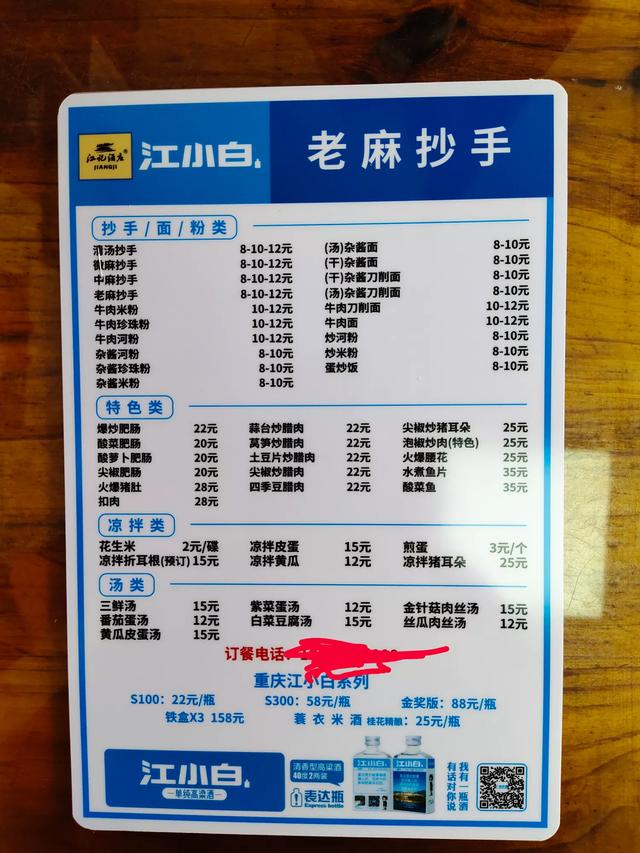 江记酒庄
JIANGJI
江小白
老麻抄手
抄手/面/粉类
清汤抄手 8-10-12元 (汤)杂酱面 8-10元
微麻抄手 8-10-12元 (干)杂酱面 8-10元
中麻抄手 8-10-12元 (干)杂酱刀削面 8-10元
老麻抄手 8-10-12元 (汤)杂酱刀削面 8-10元
牛肉米粉 10-12元 牛肉刀削面 10-12元
牛肉珍珠粉 10-12元 牛肉面 10-12元
牛肉河粉 10-12元 炒河粉 8-10元
杂酱河粉 8-10元 炒米粉 8-10元
杂酱珍珠粉 8-10元 蛋炒饭 8-10元
杂酱米粉 8-10元
特色类
爆炒肥肠 22元 蒜台炒腊肉 22元 尖椒炒猪耳朵 25元
酸菜肥肠 20元 莴笋炒腊肉 22元 泡椒炒肉(特色) 25元
酸萝卜肥肠 20元 土豆片炒腊肉 22元 火爆腰花 25元
尖椒肥肠 20元 尖椒炒腊肉 22元 水煮鱼片 35元
火爆猪肚 28元 四季豆腊肉 22元 酸菜鱼 35元
扣肉 28元
凉拌类
花生米 2元/碟 凉拌皮蛋 15元 煎蛋 3元/个
凉拌折耳根(预订) 15元 凉拌黄瓜 12元 凉拌猪耳朵 25元
汤类
三鲜汤 15元 紫菜蛋汤 12元 金针菇肉丝汤 15元
番茄蛋汤 12元 白菜豆腐汤 15元 丝瓜肉丝汤 12元
黄瓜皮蛋汤 15元
订餐电话:
重庆江小白系列
S100:22元/瓶 S300:58元/瓶 金奖版:88元/瓶
铁盒X3 158元 蓑衣米酒 桂花精酿:25元/瓶
江小白
单纯高粱酒
清香型高粱酒
40度2两装
表达瓶
Express bottle
我有一瓶酒
有话对你说